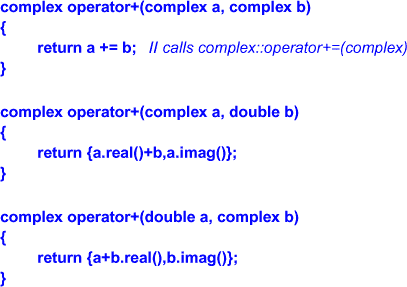 complex operator+(complex a, complex b)
{
return a += b; // calls complex::operator+=(complex)
}
complex operator+(complex a, double b)
{
return {a.real()+b,a.imag()};
}
complex operator+(double a, complex b)
{
return {a+b.real(),b.imag()};
}